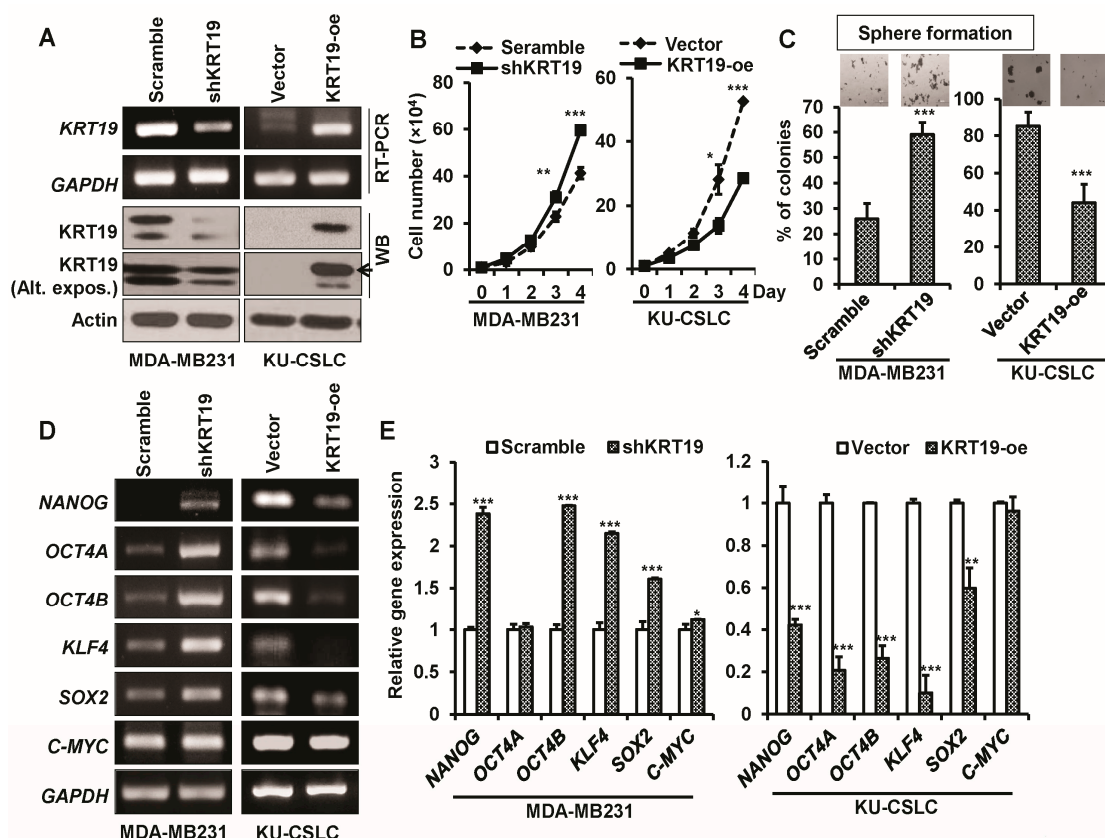 A
Scramble
shKRT19
Vector
KRT19-oe
KRT19
GAPDH
RT-PCR
KRT19
KRT19
(Alt. expos.)
Actin
WB
MDA-MB231
KU-CSLC
B
Seramble
shKRT19
Vector
KRT19-oe
Cell number (×10⁴)
80
60
40
20
0
**
***
0 1 2 3 4
MDA-MB231
60
40
20
0
*
***
0 1 2 3 4 Day
KU-CSLC
C
Sphere formation
% of colonies
70
60
50
40
30
20
10
0
***
Scramble
shKRT19
MDA-MB231
100
80
60
40
20
0
***
Vector
KRT19-oe
KU-CSLC
D
Scramble
shKRT19
Vector
KRT19-oe
NANOG
OCT4A
OCT4B
KLF4
SOX2
C-MYC
GAPDH
MDA-MB231
KU-CSLC
E
Scramble
shKRT19
Relative gene expression
3
2.5
2
1.5
1
0.5
0
***
***
***
***
*
NANOG
OCT4A
OCT4B
KLF4
SOX2
C-MYC
MDA-MB231
Vector
KRT19-oe
1.2
1
0.8
0.6
0.4
0.2
0
***
***
***
***
**
NANOG
OCT4A
OCT4B
KLF4
SOX2
C-MYC
KU-CSLC